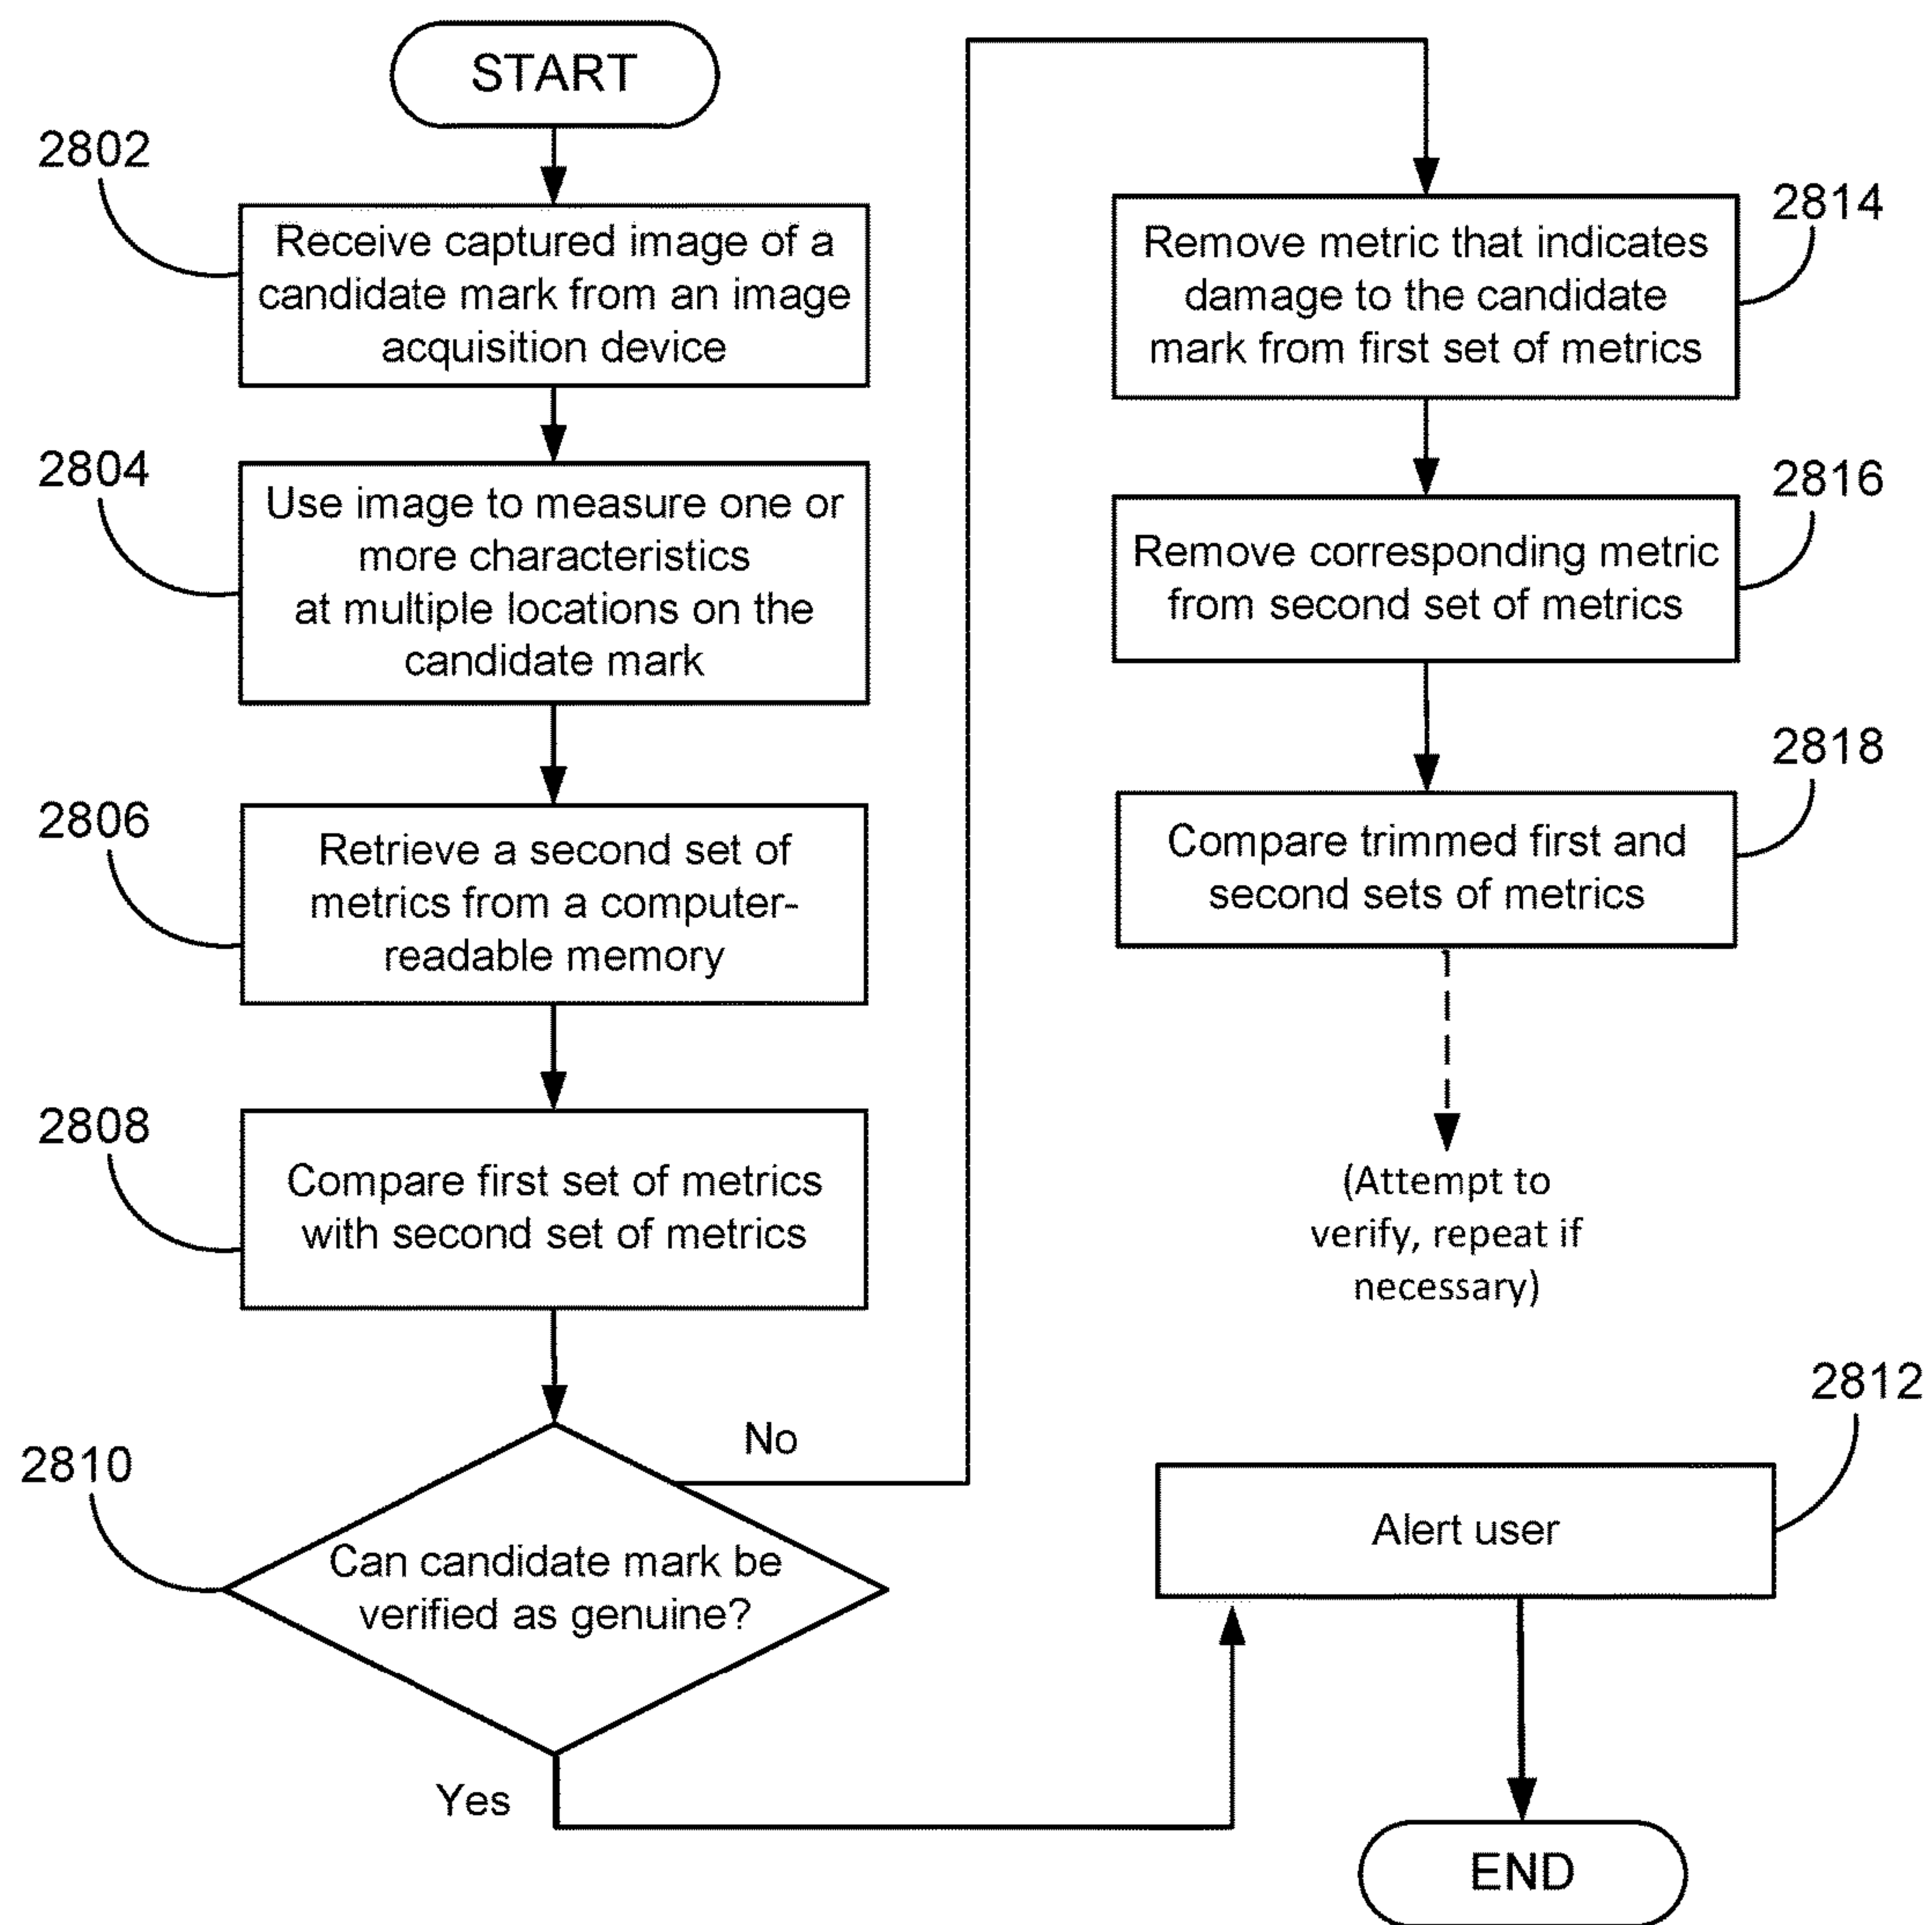 START
2802
Receive captured image of a
candidate mark from an image
acquisition device
2804
Use image to measure one or
more characteristics
at multiple locations on the
candidate mark
2806
Retrieve a second set of
metrics from a computer-
readable memory
2808
Compare first set of metrics
with second set of metrics
2810
Can candidate mark be
verified as genuine?
No
Yes
2814
Remove metric that indicates
damage to the candidate
mark from first set of metrics
2816
Remove corresponding metric
from second set of metrics
2818
Compare trimmed first and
second sets of metrics
(Attempt to
verify, repeat if
necessary)
2812
Alert user
END